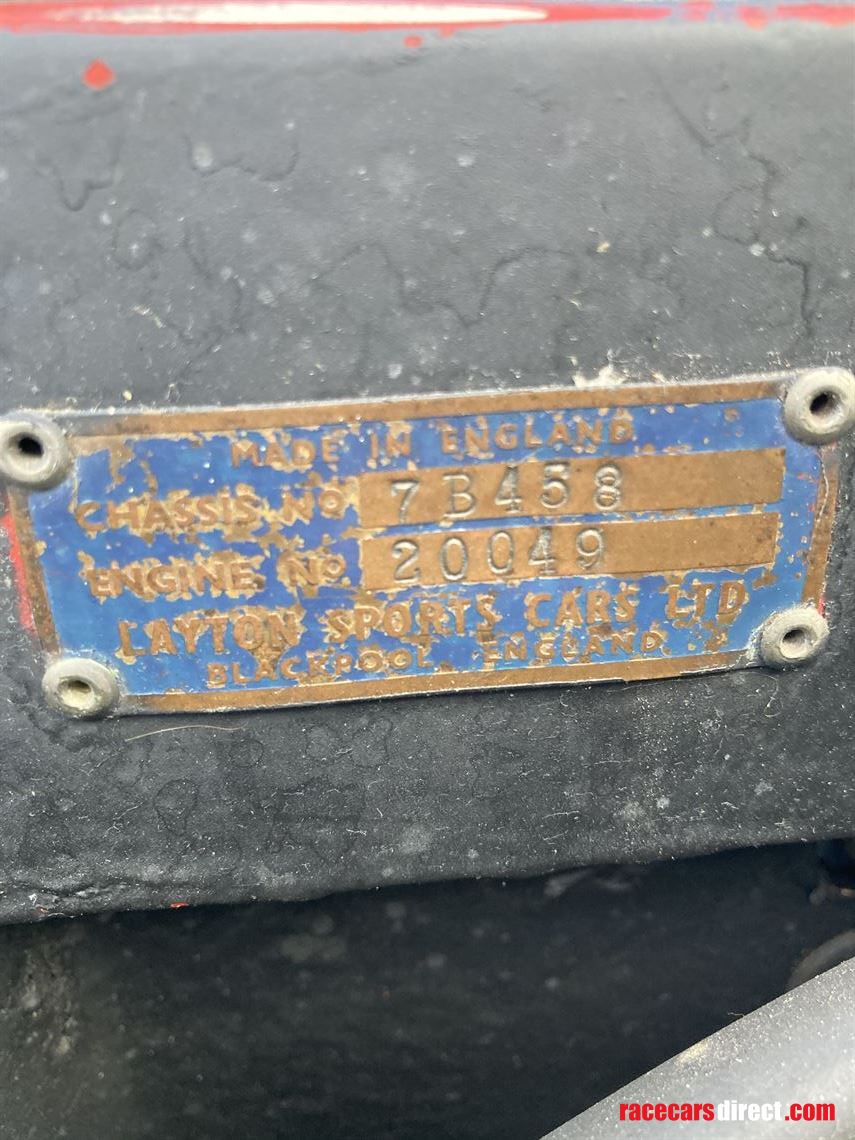 MADE IN ENGLAND
CHASSIS NO 7B458
ENGINE NO 20049
LAYTON SPORTS CARS LTD
BLACKPOOL, ENGLAND.
racecarsdirect.com